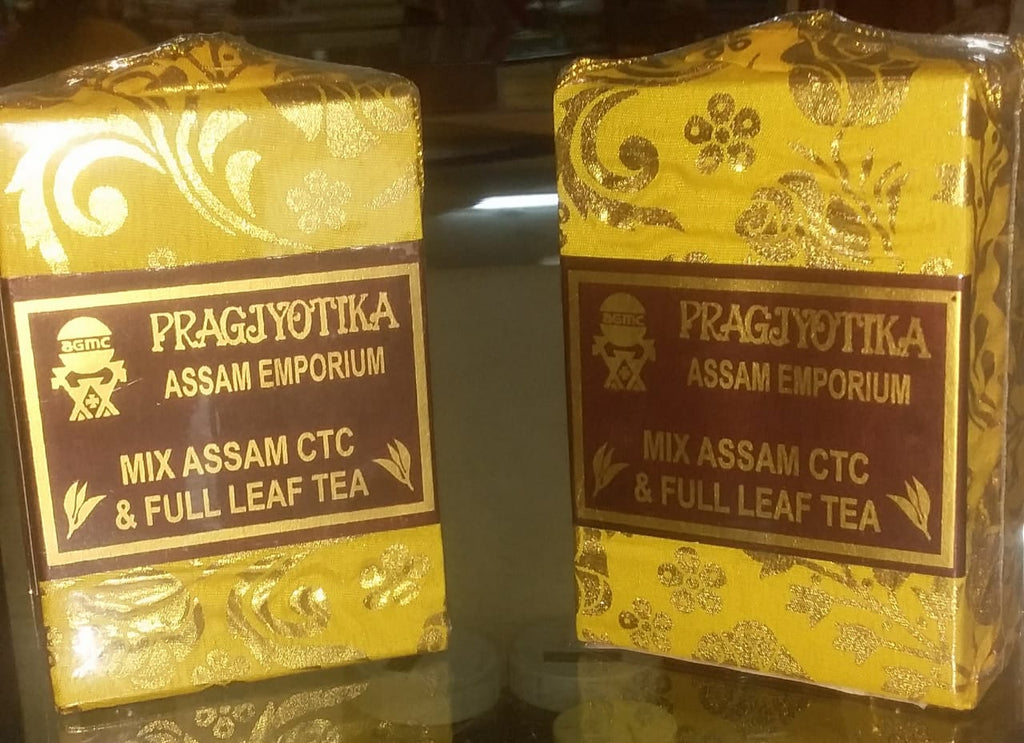 aGMC
PRAGJYOTIKA
ASSAM EMPORIUM
MIX ASSAM CTC
& FULL LEAF TEA
aGMC
PRAGJYOTIKA
ASSAM EMPORIUM
MIX ASSAM CTC
& FULL LEAF TEA